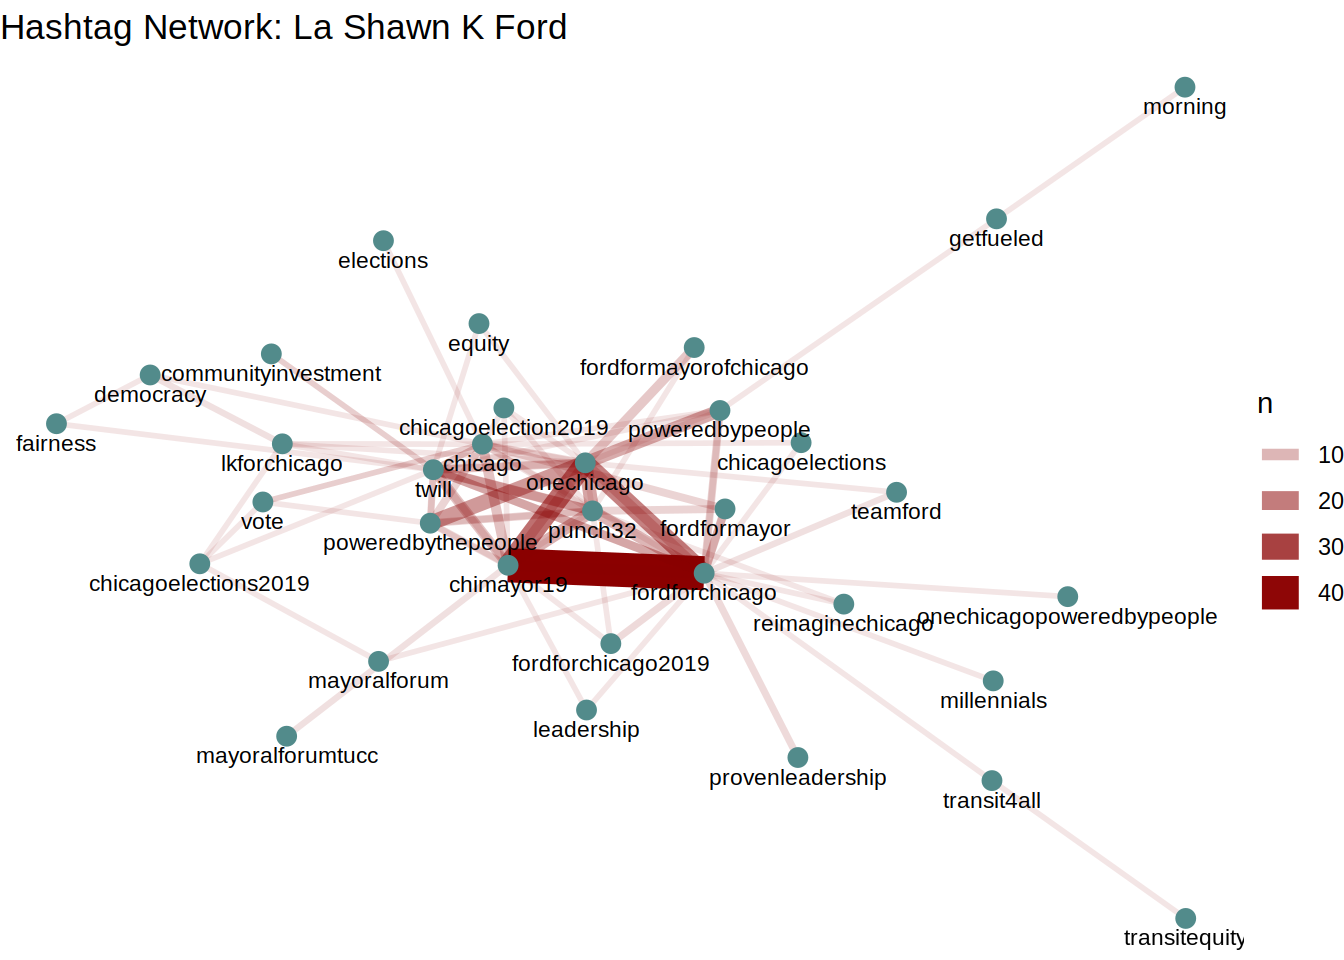 Hashtag Network: La Shawn K Ford
morning
getfueled
elections
equity
fordformayorofchicago
communityinvestment
democracy
chicagoelection2019
poweredbypeople
fairness
lkforchicago
chicago
chicagoelections
twill
onechicago
teamford
vote
punch32
fordformayor
poweredbythepeople
chicagoelections2019
chimayor19
fordforchicago
reimaginechicago
onechicagopoweredbypeople
fordforchicago2019
mayoralforum
millennials
leadership
mayoralforumtucc
provenleadership
transit4all
transitequity
n
10
20
30
40